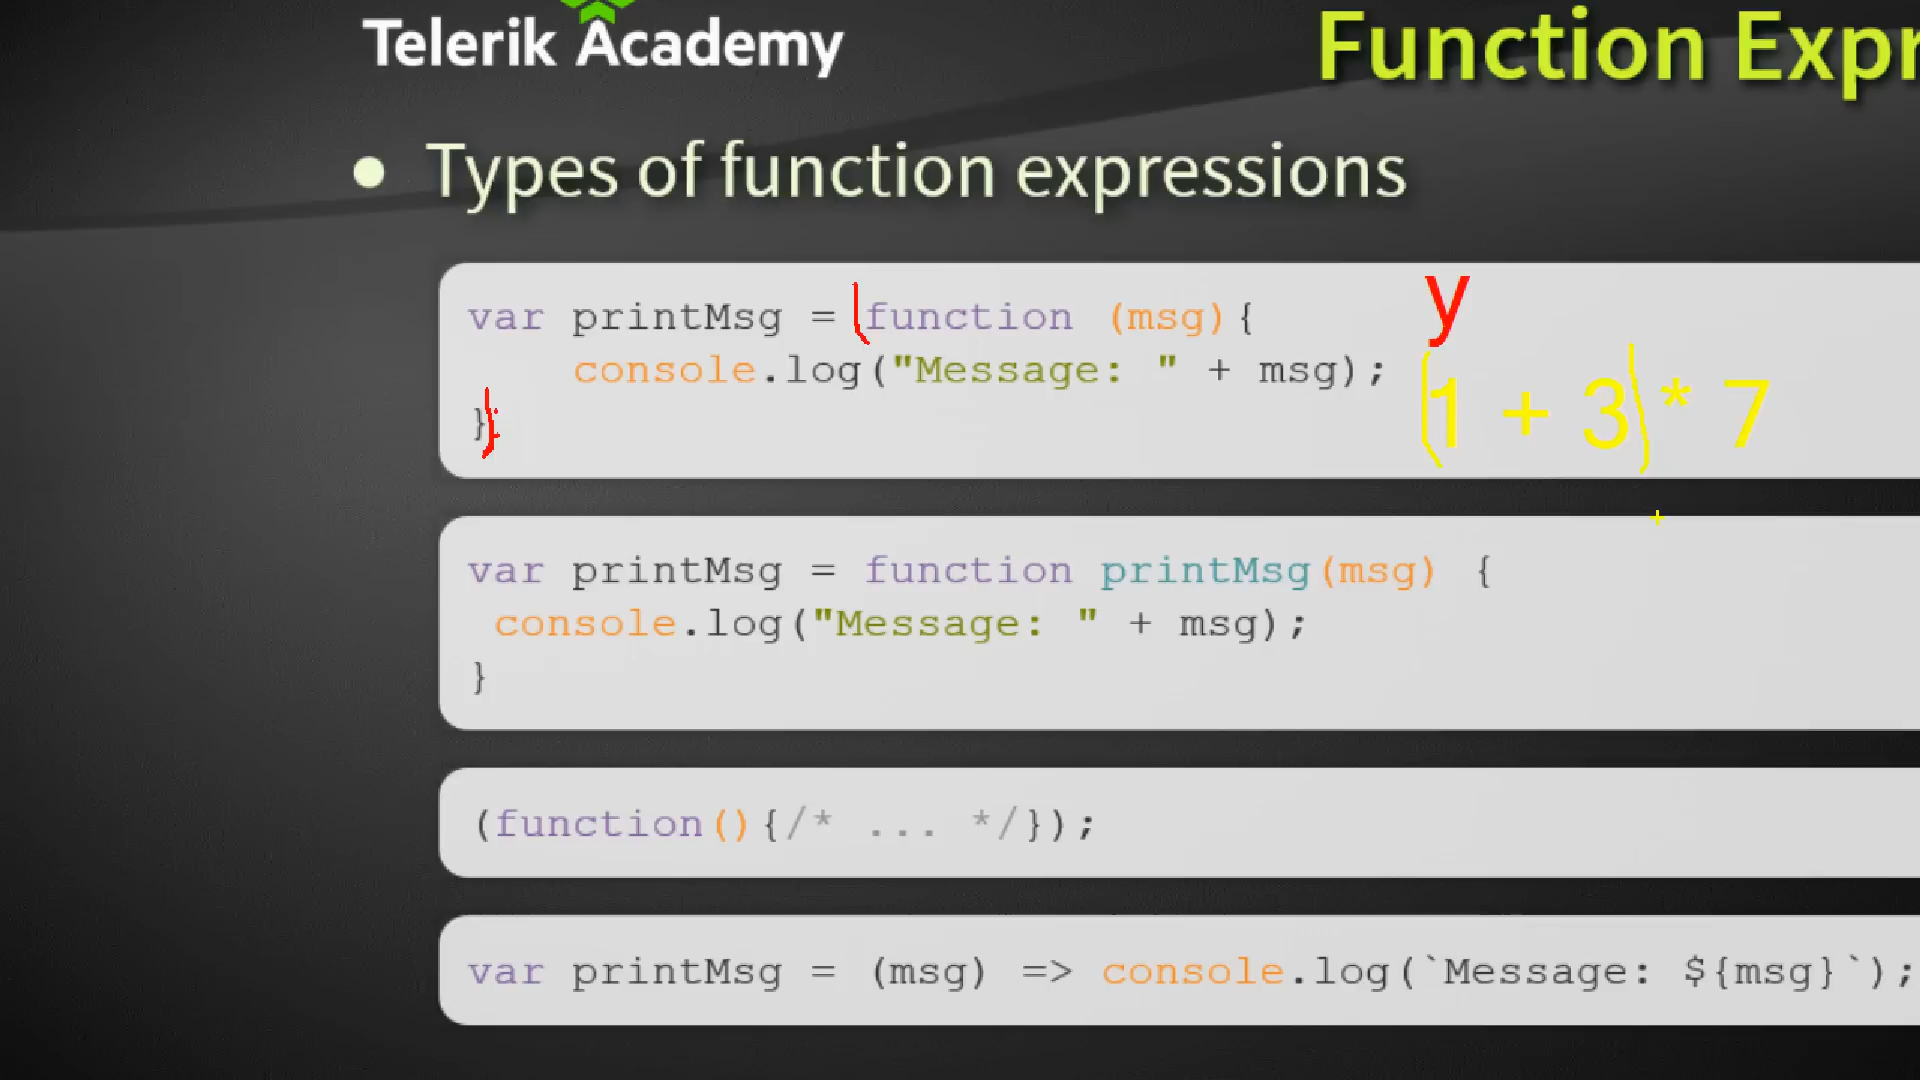 Telerik Academy
Function Expr
• Types of function expressions
var printMsg = (function (msg){
    console.log("Message: " + msg);
});
y
(1 + 3) * 7
var printMsg = function printMsg(msg) {
 console.log("Message: " + msg);
}
(function(){/* ... */});
var printMsg = (msg) => console.log(`Message: ${msg}`);